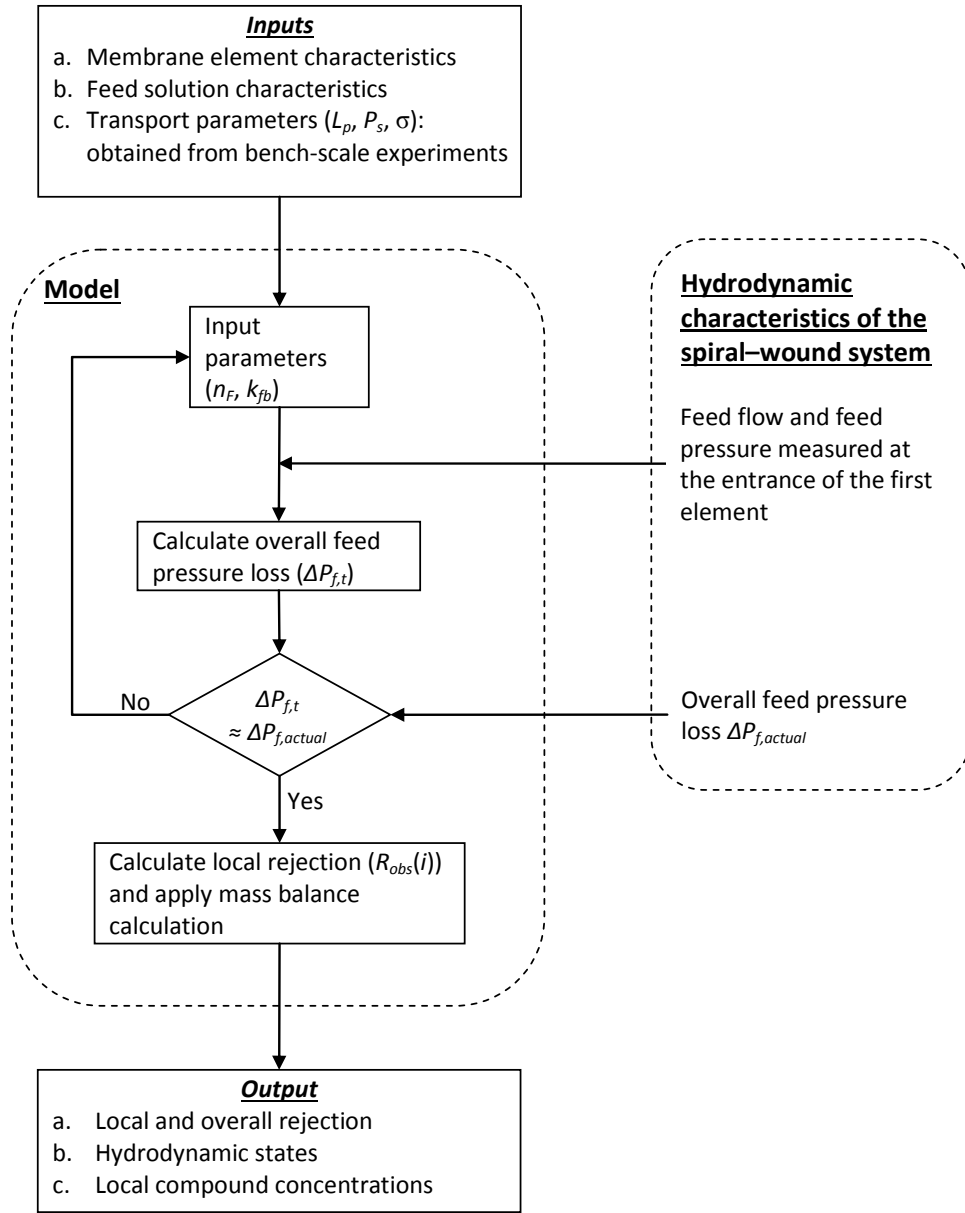 Inputs
a. Membrane element characteristics
b. Feed solution characteristics
c. Transport parameters (Lp, Ps, σ):
obtained from bench-scale experiments
Model
Input
parameters
(nF, kfb)
Calculate overall feed
pressure loss (ΔPf,t)
No
ΔPf,t
≈ ΔPf,actual
Yes
Calculate local rejection (Robs(i))
and apply mass balance
calculation
Hydrodynamic
characteristics of the
spiral–wound system
Feed flow and feed
pressure measured at
the entrance of the first
element
Overall feed pressure
loss ΔPf,actual
Output
a. Local and overall rejection
b. Hydrodynamic states
c. Local compound concentrations